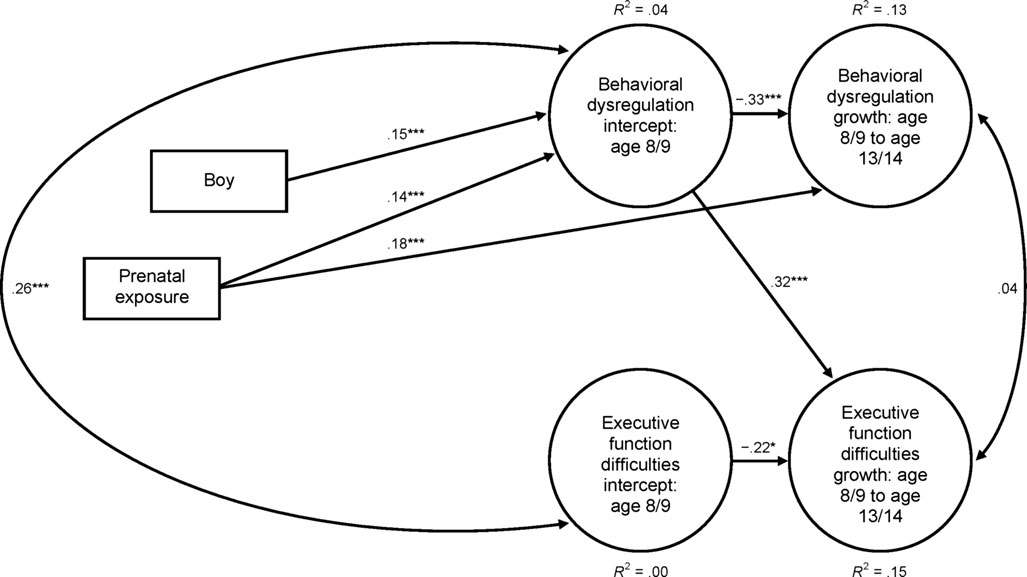 R² = .04
R² = .13
Behavioral
dysregulation
intercept:
age 8/9
−.33***
Behavioral
dysregulation
growth: age
8/9 to age
13/14
.15***
Boy
.14***
.18***
Prenatal
exposure
.26***
.32***
.04
Executive
function
difficulties
intercept:
age 8/9
−.22*
Executive
function
difficulties
growth: age
8/9 to age
13/14
R² = .00
R² = .15